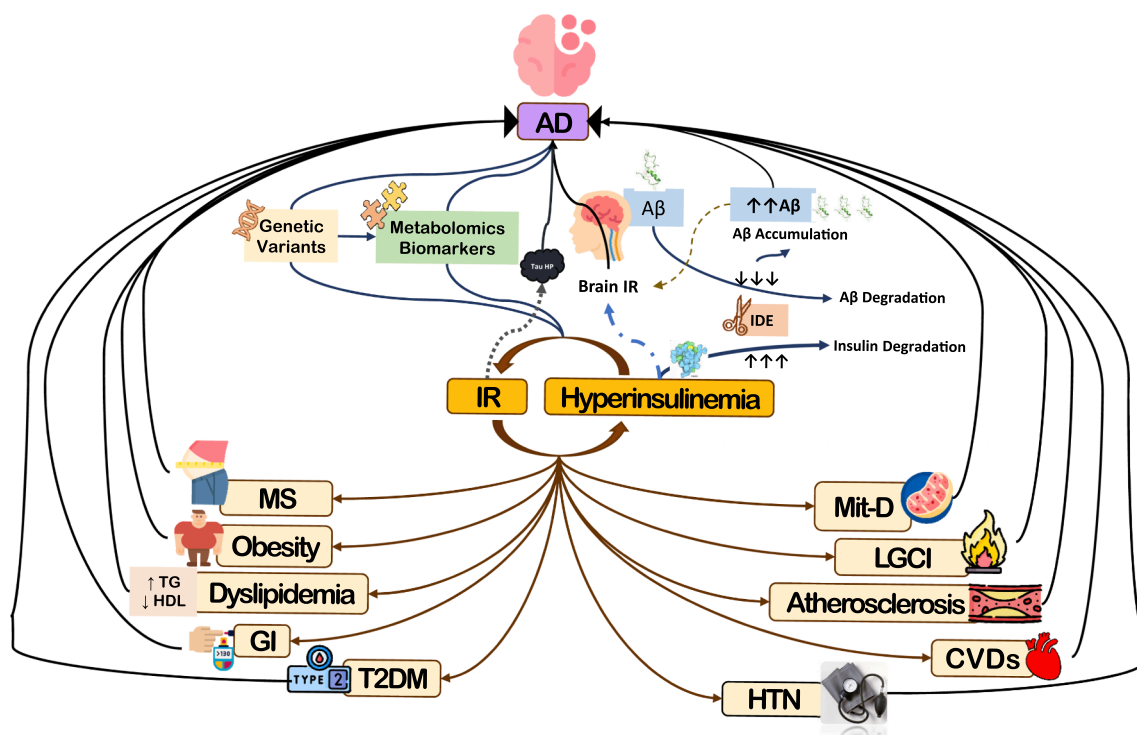 AD
Genetic
Variants
Metabolomics
Biomarkers
Tau HP
Aβ
↑↑Aβ
Aβ Accumulation
Brain IR
↓↓↓
Aβ Degradation
IDE
Insulin Degradation
↑↑↑
IR
Hyperinsulinemia
MS
Obesity
↑ TG
↓ HDL
Dyslipidemia
>130
GI
TYPE 2
T2DM
Mit-D
LGCI
Atherosclerosis
CVDs
HTN